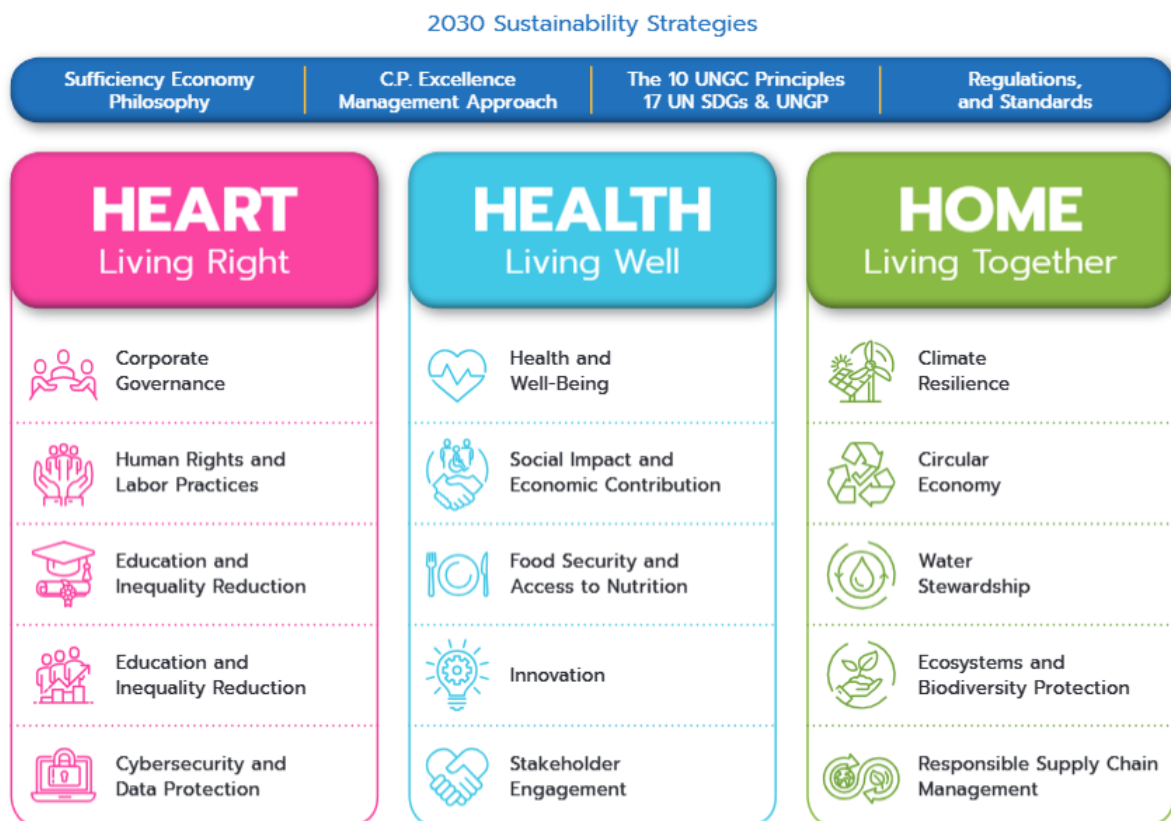 2030 Sustainability Strategies
Sufficiency Economy
Philosophy
C.P. Excellence
Management Approach
The 10 UNGC Principles
17 UN SDGs & UNGP
Regulations,
and Standards
HEART
Living Right
Corporate
Governance
Human Rights and
Labor Practices
Education and
Inequality Reduction
Education and
Inequality Reduction
Cybersecurity and
Data Protection
HEALTH
Living Well
Health and
Well-Being
Social Impact and
Economic Contribution
Food Security and
Access to Nutrition
Innovation
Stakeholder
Engagement
HOME
Living Together
Climate
Resilience
Circular
Economy
Water
Stewardship
Ecosystems and
Biodiversity Protection
Responsible Supply Chain
Management